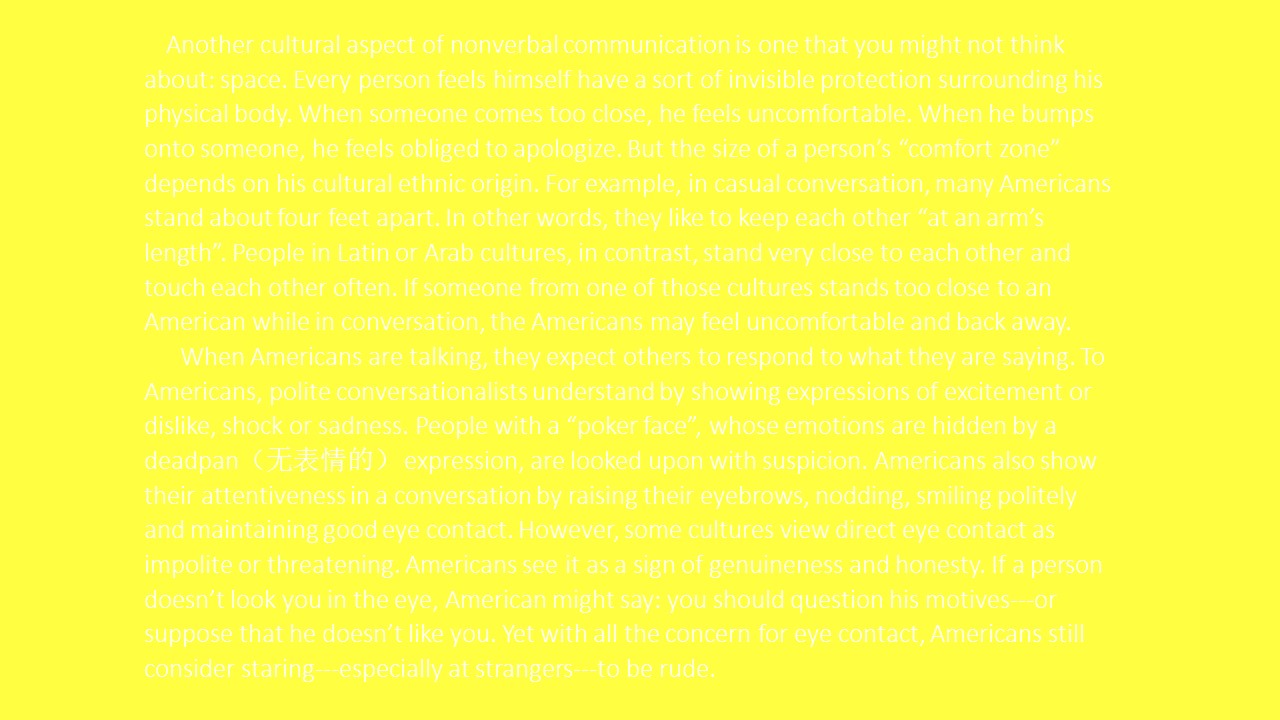 Another cultural aspect of nonverbal communication is one that you might not think
about: space. Every person feels himself have a sort of invisible protection surrounding his
physical body. When someone comes too close, he feels uncomfortable. When he bumps
onto someone, he feels obliged to apologize. But the size of a person’s “comfort zone”
depends on his cultural ethnic origin. For example, in casual conversation, many Americans
stand about four feet apart. In other words, they like to keep each other “at an arm’s
length”. People in Latin or Arab cultures, in contrast, stand very close to each other and
touch each other often. If someone from one of those cultures stands too close to an
American while in conversation, the Americans may feel uncomfortable and back away.
When Americans are talking, they expect others to respond to what they are saying. To
Americans, polite conversationalists understand by showing expressions of excitement or
dislike, shock or sadness. People with a “poker face”, whose emotions are hidden by a
deadpan（无表情的） expression, are looked upon with suspicion. Americans also show
their attentiveness in a conversation by raising their eyebrows, nodding, smiling politely
and maintaining good eye contact. However, some cultures view direct eye contact as
impolite or threatening. Americans see it as a sign of genuineness and honesty. If a person
doesn’t look you in the eye, American might say: you should question his motives---or
suppose that he doesn’t like you. Yet with all the concern for eye contact, Americans still
consider staring---especially at strangers---to be rude.